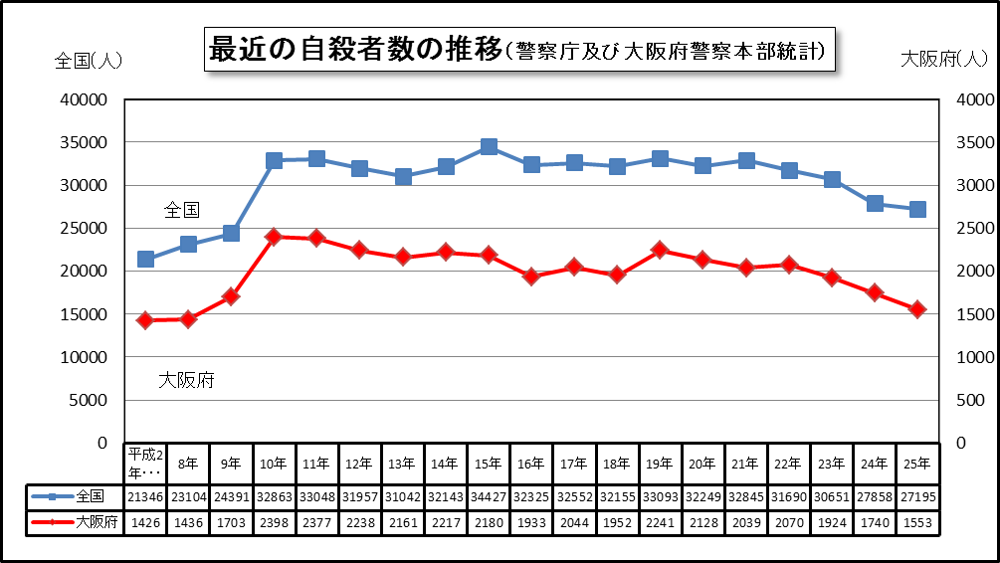 最近の自殺者数の推移(警察庁及び大阪府警察本部統計)
全国(人)
大阪府(人)
40000
35000
30000
25000
20000
15000
10000
5000
0
4000
3500
3000
2500
2000
1500
1000
500
0
全国
大阪府
平成2年･･･ 8年 9年 10年 11年 12年 13年 14年 15年 16年 17年 18年 19年 20年 21年 22年 23年 24年 25年
全国 21346 23104 24391 32863 33048 31957 31042 32143 34427 32325 32552 32155 33093 32249 32845 31690 30651 27858 27195
大阪府 1426 1436 1703 2398 2377 2238 2161 2217 2180 1933 2044 1952 2241 2128 2039 2070 1924 1740 1553